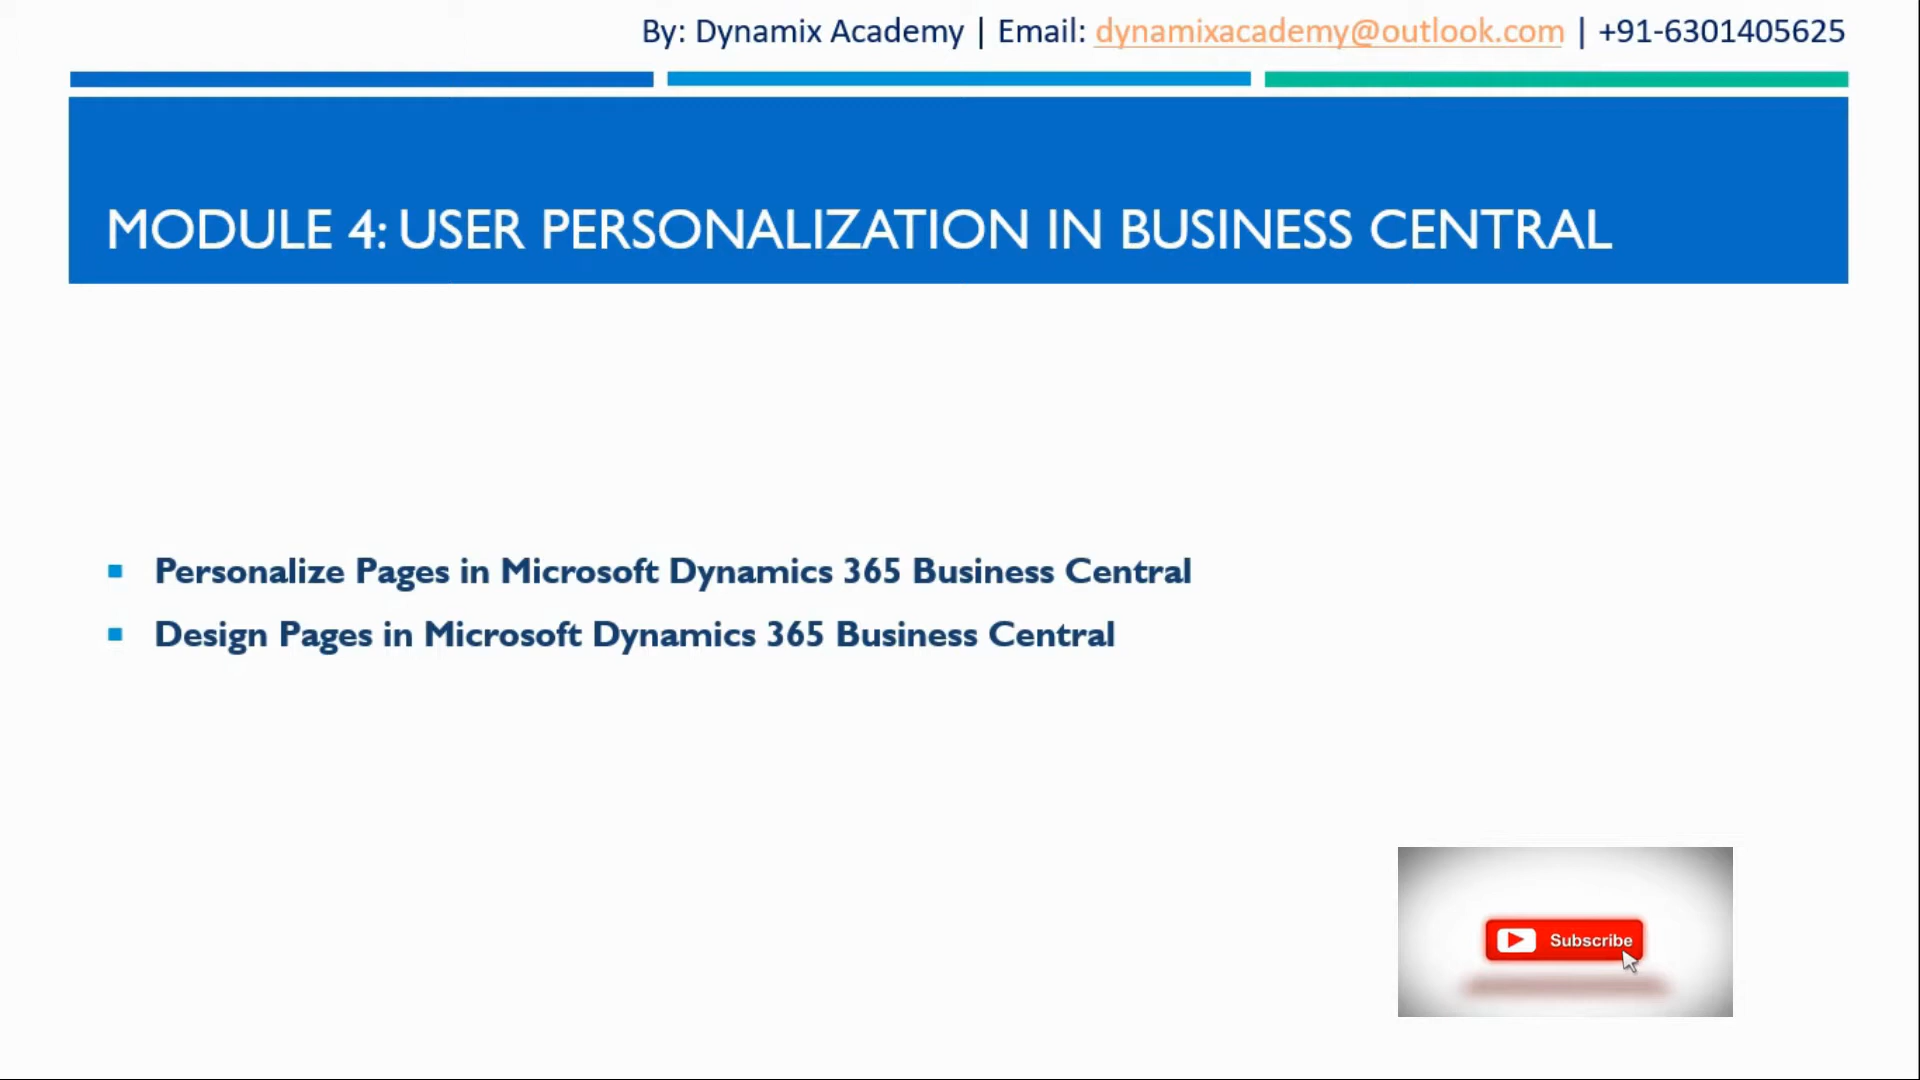 By: Dynamix Academy | Email: dynamixacademy@outlook.com | +91-6301405625
MODULE 4: USER PERSONALIZATION IN BUSINESS CENTRAL
Personalize Pages in Microsoft Dynamics 365 Business Central
Design Pages in Microsoft Dynamics 365 Business Central
Subscribe